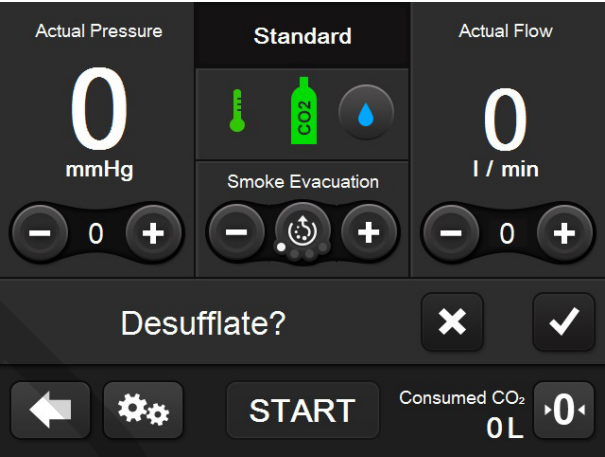 Actual Pressure
0
mmHg
0
Standard
CO2
Smoke Evacuation
Actual Flow
0
l / min
0
Desufflate?
START
Consumed CO₂
0 L
0